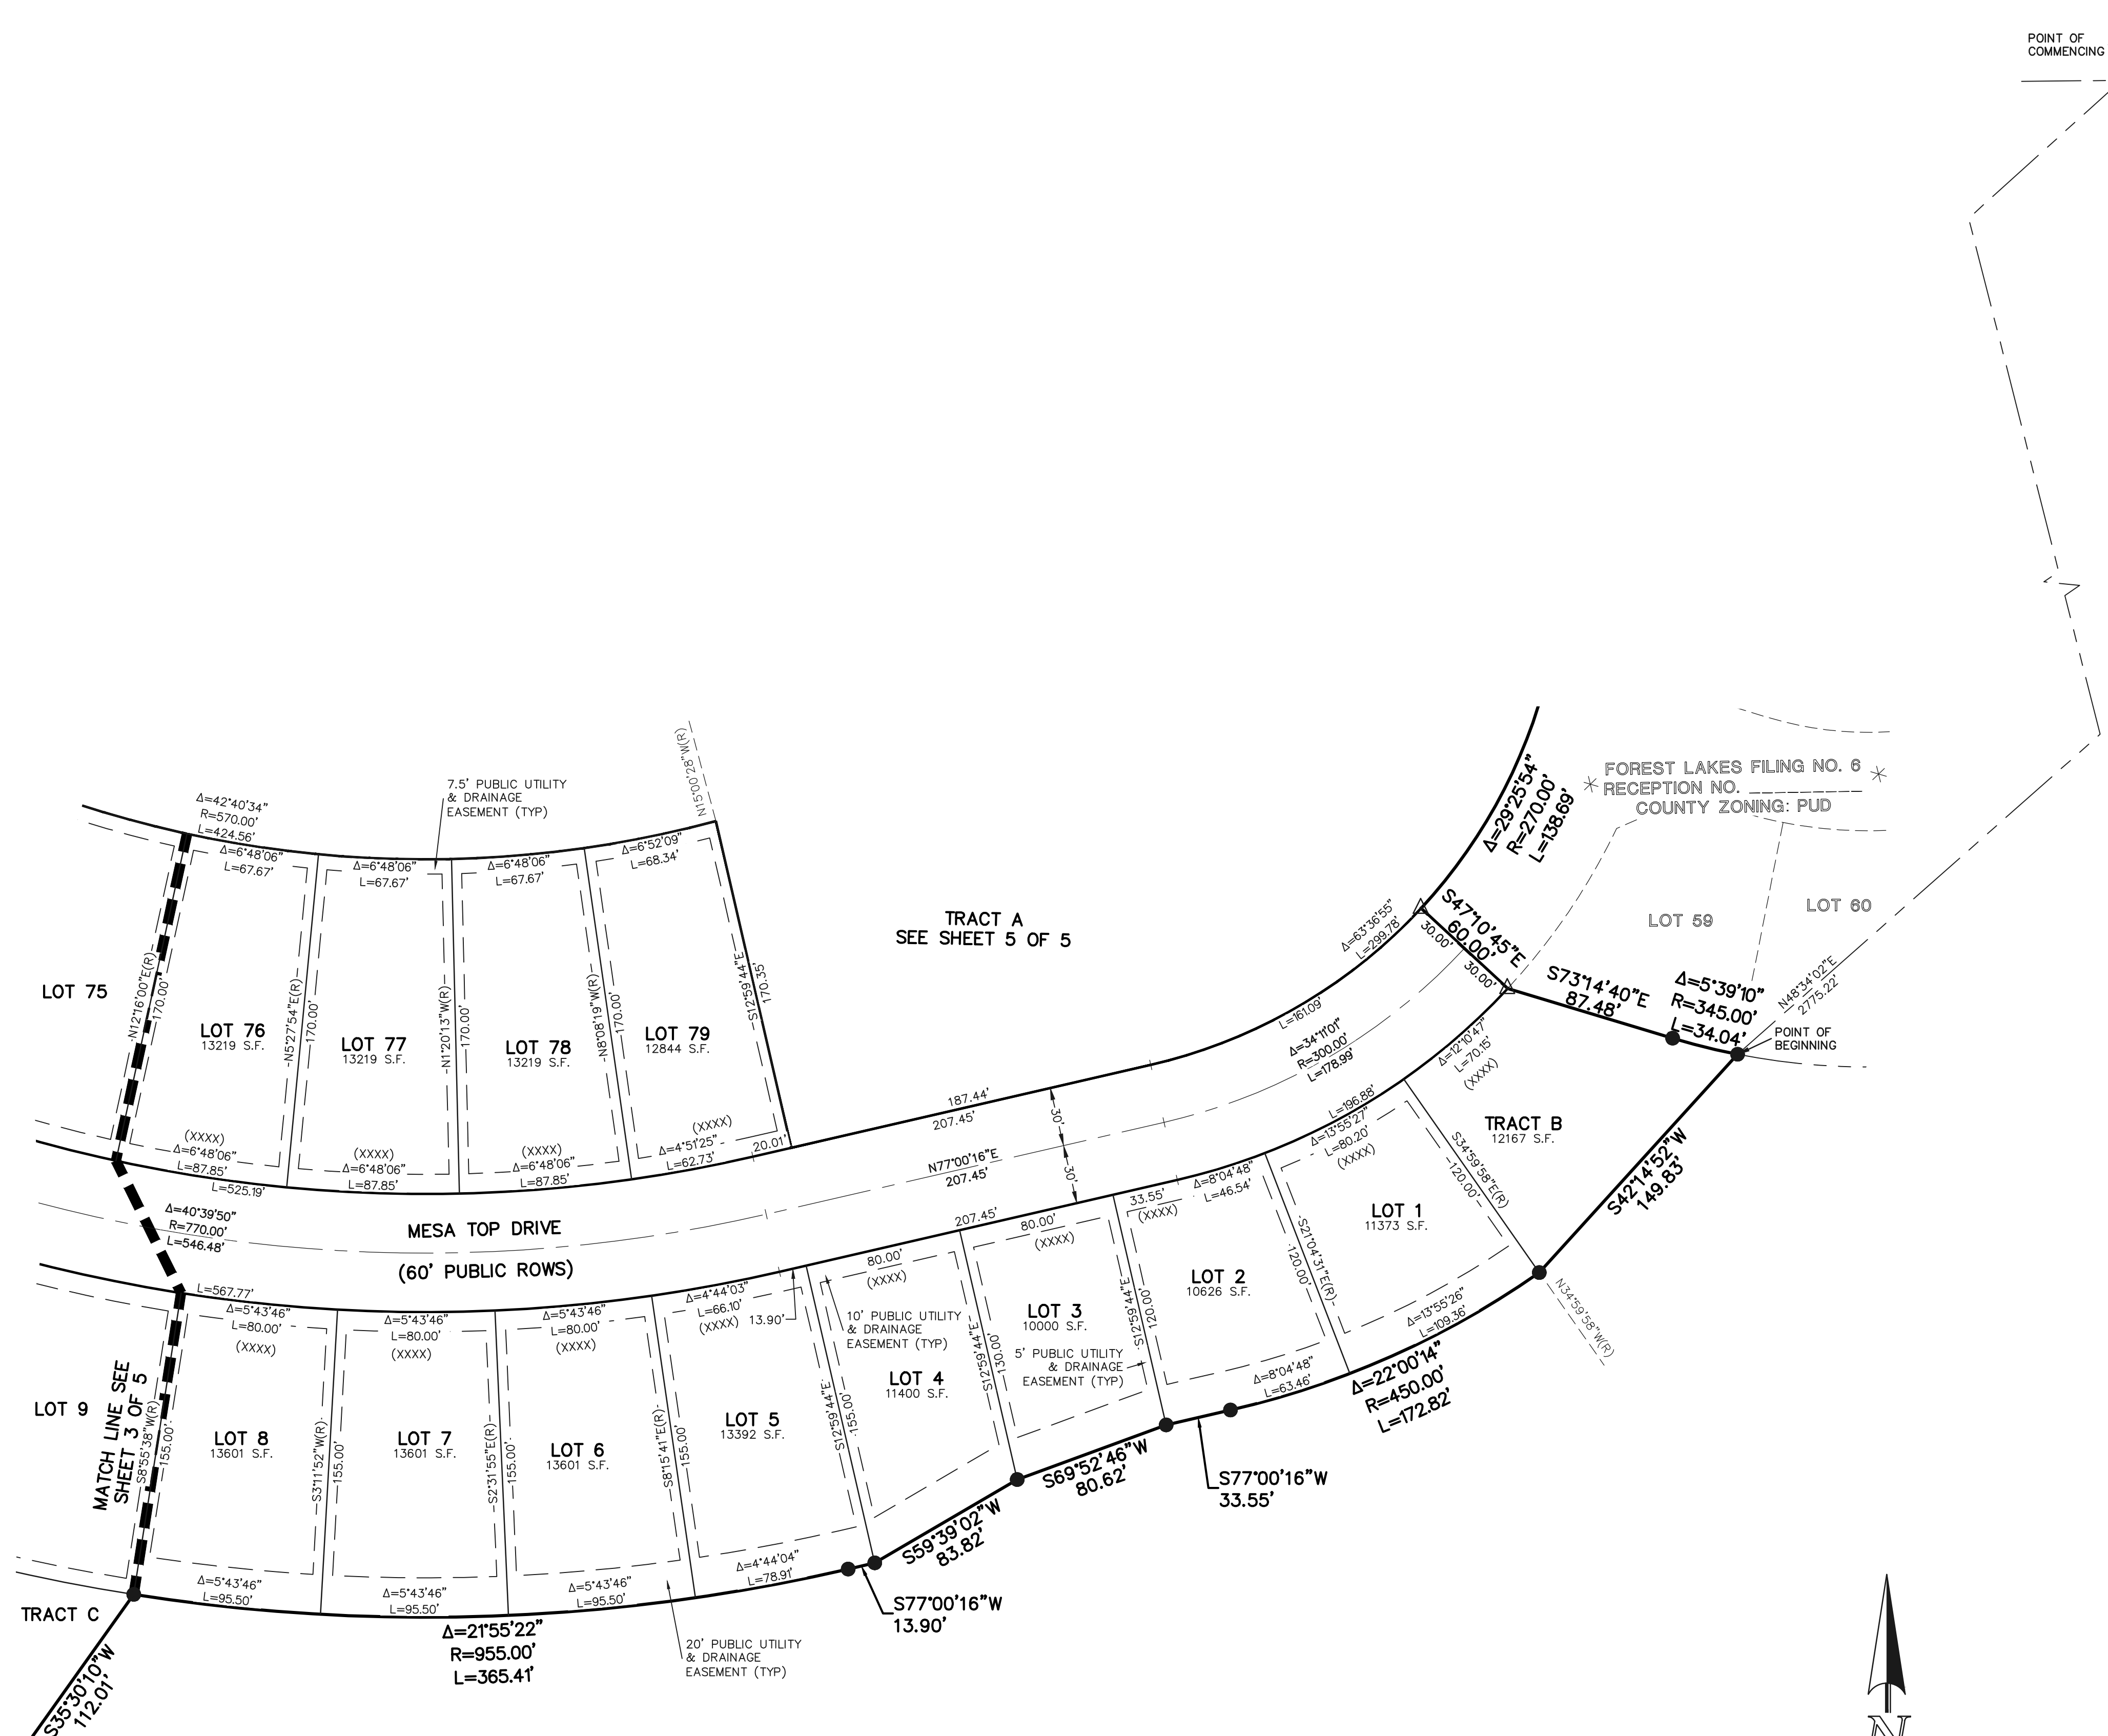 POINT OF
COMMENCING
7.5' PUBLIC UTILITY
& DRAINAGE
EASEMENT (TYP)
N15°00'28"W(R)
Δ=42°40'34"
R=570.00'
L=424.56'
Δ=6°48'06"
L=67.67'
Δ=6°48'06"
L=67.67'
Δ=6°48'06"
L=67.67'
Δ=6°52'09"
L=68.34'
LOT 75
N12°16'00"E(R)
170.00'
LOT 76
13219 S.F.
N5°27'54"E(R)
170.00'
LOT 77
13219 S.F.
N1°20'13"W(R)
170.00'
LOT 78
13219 S.F.
N8°08'19"W(R)
170.00'
LOT 79
12844 S.F.
S12°59'44"E
170.35'
(XXXX)
Δ=6°48'06"
L=87.85'
(XXXX)
Δ=6°48'06"
L=87.85'
(XXXX)
Δ=6°48'06"
L=87.85'
(XXXX)
Δ=4°51'25"
L=62.73'
20.01'
L=525.19'
TRACT A
SEE SHEET 5 OF 5
Δ=29°25'54"
R=270.00'
L=138.69'
FOREST LAKES FILING NO. 6
RECEPTION NO. _________
COUNTY ZONING: PUD
LOT 59
LOT 60
S47°10'45"E
60.00'
30.00'
30.00'
S73°14'40"E
87.48'
Δ=5°39'10"
R=345.00'
L=34.04'
N48°34'02"E
2775.22'
POINT OF
BEGINNING
Δ=63°36'55"
L=299.78'
L=161.09'
Δ=34°11'01"
R=300.00'
L=178.99'
Δ=12°10'47"
L=70.15'
(XXXX)
187.44'
207.45'
30'
30'
N77°00'16"E
207.45'
207.45'
Δ=40°39'50"
R=770.00'
L=546.48'
MESA TOP DRIVE
(60' PUBLIC ROWS)
L=567.77'
Δ=5°43'46"
L=80.00'
(XXXX)
Δ=5°43'46"
L=80.00'
(XXXX)
Δ=5°43'46"
L=80.00'
(XXXX)
Δ=4°44'03"
L=66.10'
(XXXX)
13.90'
80.00'
(XXXX)
80.00'
(XXXX)
33.55'
(XXXX)
Δ=8°04'48"
L=46.54'
L=196.88'
Δ=13°55'27"
L=80.20'
(XXXX)
TRACT B
12167 S.F.
S34°59'58"E(R)
120.00'
S42°14'52"W
149.83'
LOT 1
11373 S.F.
S21°04'31"E(R)
120.00'
LOT 2
10626 S.F.
S12°59'44"E
120.00'
LOT 3
10000 S.F.
5' PUBLIC UTILITY
& DRAINAGE
EASEMENT (TYP)
10' PUBLIC UTILITY
& DRAINAGE
EASEMENT (TYP)
S12°59'44"E
130.00'
LOT 4
11400 S.F.
S12°59'44"E
155.00'
LOT 5
13392 S.F.
S8°15'41"E(R)
155.00'
LOT 6
13601 S.F.
S2°31'55"E(R)
155.00'
LOT 7
13601 S.F.
S3°11'52"W(R)
155.00'
LOT 8
13601 S.F.
S8°55'38"W(R)
155.00'
MATCH LINE SEE
SHEET 3 OF 5
LOT 9
N34°59'58"W(R)
Δ=13°55'26"
L=109.36'
Δ=8°04'48"
L=63.46'
Δ=22°00'14"
R=450.00'
L=172.82'
S77°00'16"W
33.55'
S69°52'46"W
80.62'
S59°39'02"W
83.82'
S77°00'16"W
13.90'
Δ=4°44'04"
L=78.91'
Δ=5°43'46"
L=95.50'
Δ=5°43'46"
L=95.50'
Δ=5°43'46"
L=95.50'
Δ=21°55'22"
R=955.00'
L=365.41'
20' PUBLIC UTILITY
& DRAINAGE
EASEMENT (TYP)
TRACT C
S35°30'10"W
112.01'
N